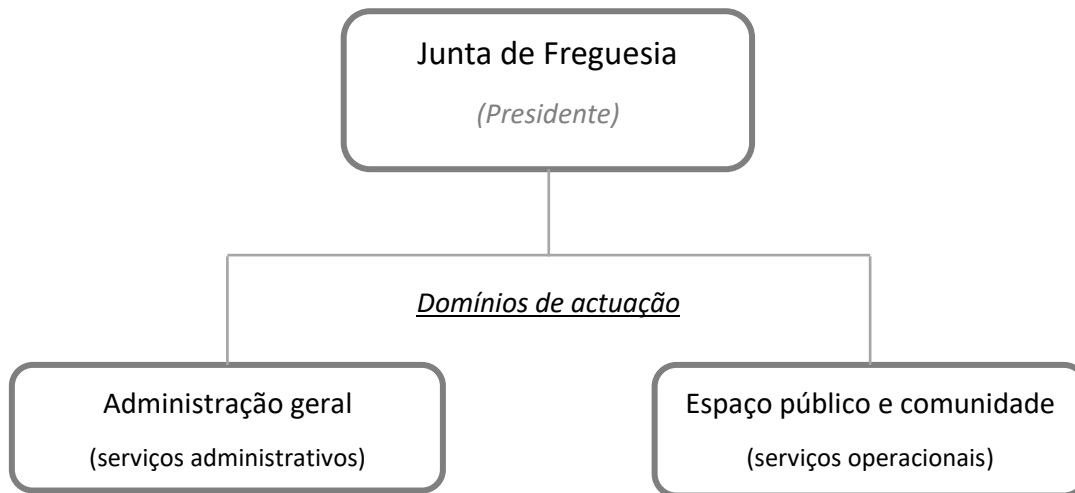 Junta de Freguesia
(Presidente)
Domínios de actuação
Administração geral
(serviços administrativos)
Espaço público e comunidade
(serviços operacionais)